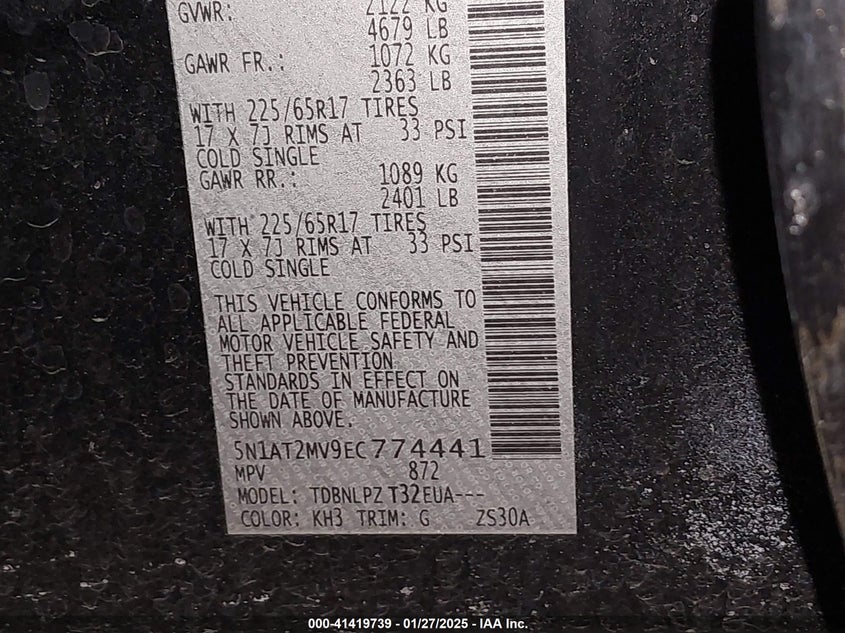 GVWR: 2122 KG
4679 LB
GAWR FR.: 1072 KG
2363 LB
WITH 225/65R17 TIRES
17 X 7J RIMS AT 33 PSI
COLD SINGLE
GAWR RR.: 1089 KG
2401 LB
WITH 225/65R17 TIRES
17 X 7J RIMS AT 33 PSI
COLD SINGLE
THIS VEHICLE CONFORMS TO
ALL APPLICABLE FEDERAL
MOTOR VEHICLE SAFETY AND
THEFT PREVENTION
STANDARDS IN EFFECT ON
THE DATE OF MANUFACTURE
SHOWN ABOVE.
5N1AT2MV9EC774441
MPV 872
MODEL: TDBNLPZ T32EUA---
COLOR: KH3 TRIM: G ZS30A
000-41419739 - 01/27/2025 - IAA Inc.